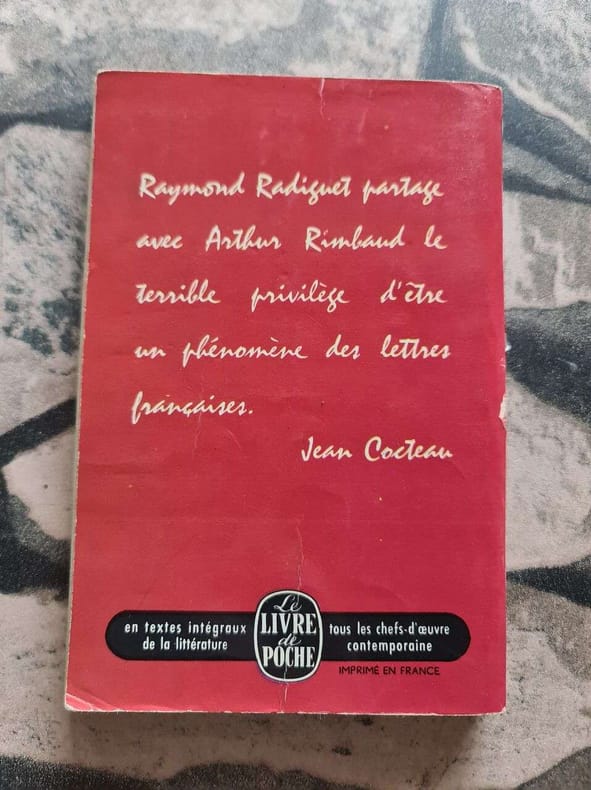 Raymond Radiguet partage
avec Arthur Rimbaud le
terrible privilège d'être
un phénomène des lettres
françaises.
Jean Cocteau
en textes intégraux
de la littérature
Le
LIVRE
de
POCHE
tous les chefs-d'œuvre
contemporaine
IMPRIMÉ EN FRANCE